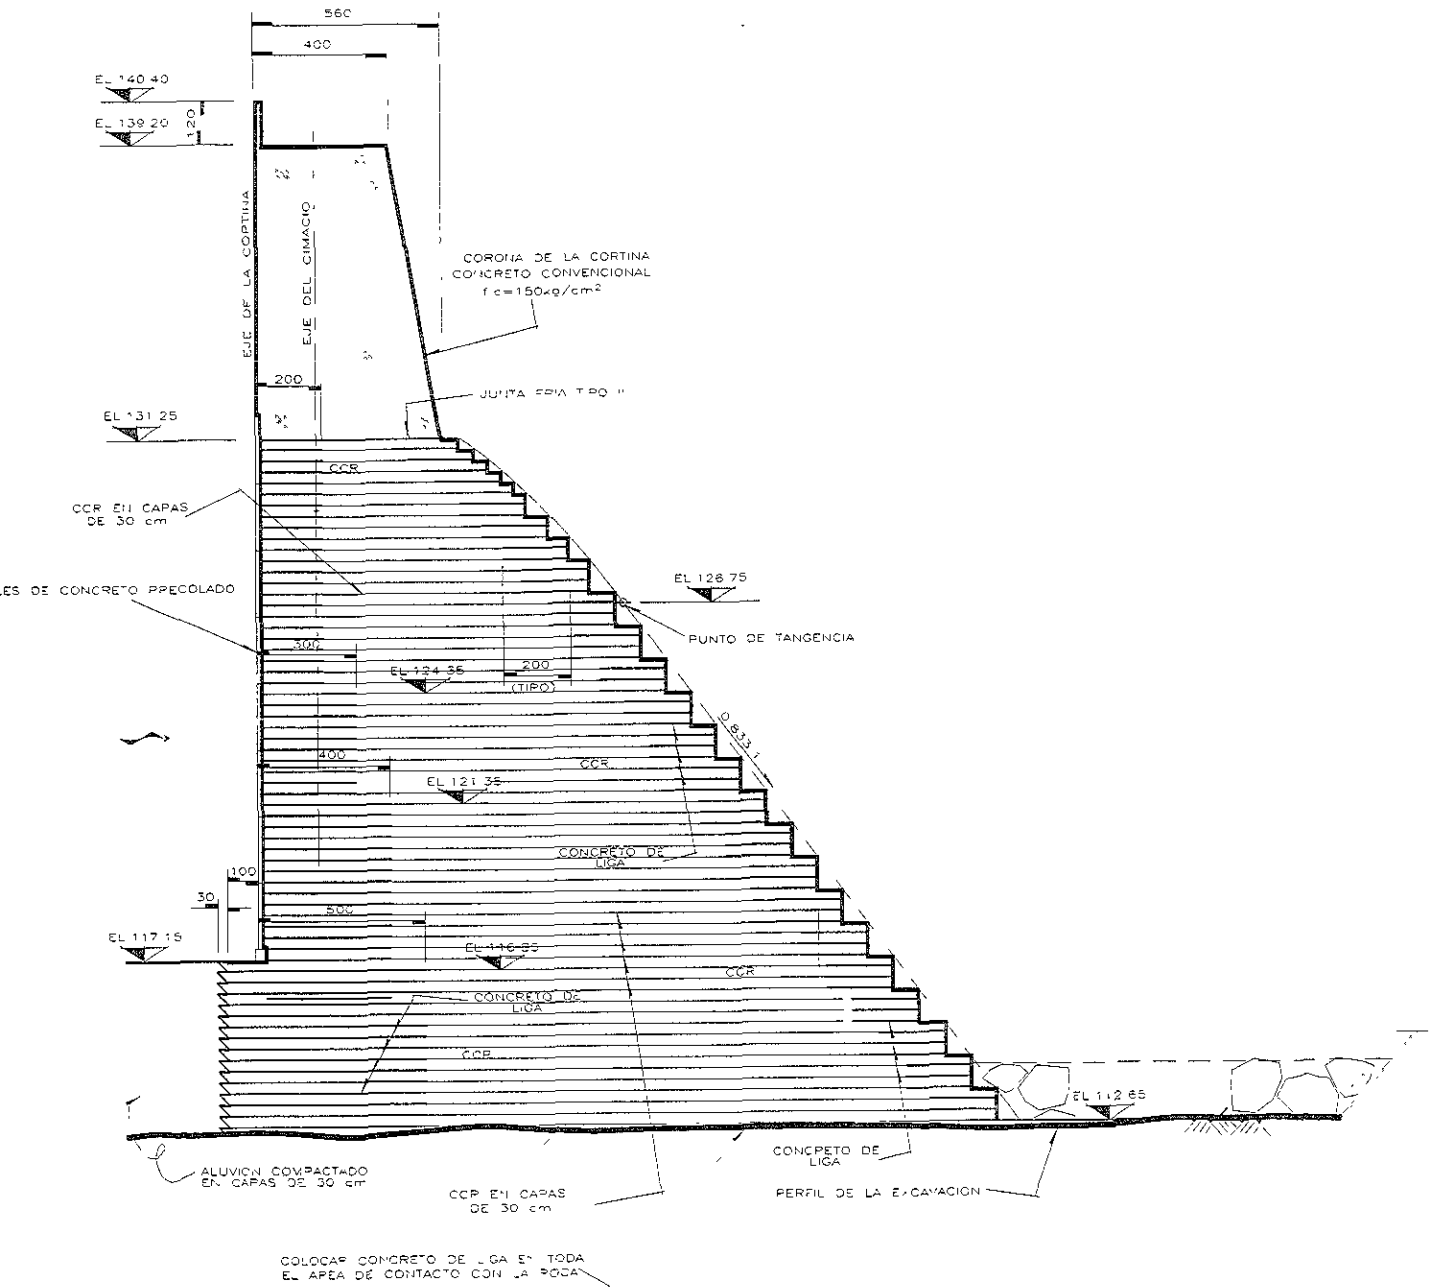 560
400
EL 140 40
EL 139 20
120
EJE DE LA CORTINA
EJE DEL CIMACIO
CORONA DE LA CORTINA
CONCRETO CONVENCIONAL
f c=150kg/cm²
200
JUNTA FRIA TIPO II
EL 131 25
CCR
CCR EN CAPAS
DE 30 cm
EL 126 75
LES DE CONCRETO PRECOLADO
PUNTO DE TANGENCIA
300
EL 124 35
200
(TIPO)
0.833 1
400
CCR
EL 121 35
CONCRETO DE
LIGA
100
30
500
EL 117 15
EL 116 85
CCR
CONCRETO DE
LIGA
CCR
EL 112 65
CONCRETO DE
LIGA
ALUVION COMPACTADO
EN CAPAS DE 30 cm
CCR EN CAPAS
DE 30 cm
PERFIL DE LA EXCAVACION
COLOCAR CONCRETO DE LIGA EN TODA
EL AREA DE CONTACTO CON LA ROCA